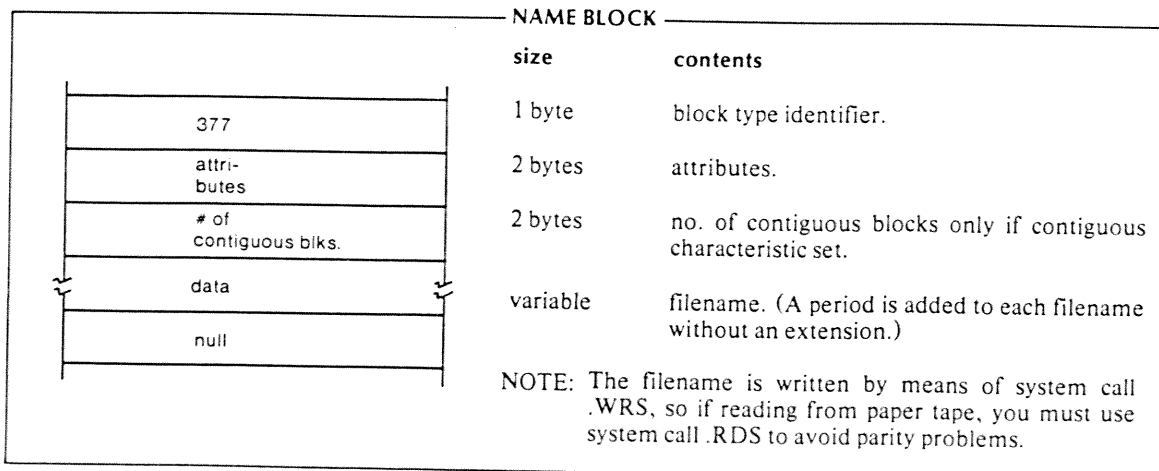 NAME BLOCK
size contents
377
1 byte block type identifier.
attri-
butes
2 bytes attributes.
# of
contiguous blks.
2 bytes no. of contiguous blocks only if contiguous
characteristic set.
data
variable filename. (A period is added to each filename
without an extension.)
null
NOTE: The filename is written by means of system call
.WRS, so if reading from paper tape, you must use
system call .RDS to avoid parity problems.